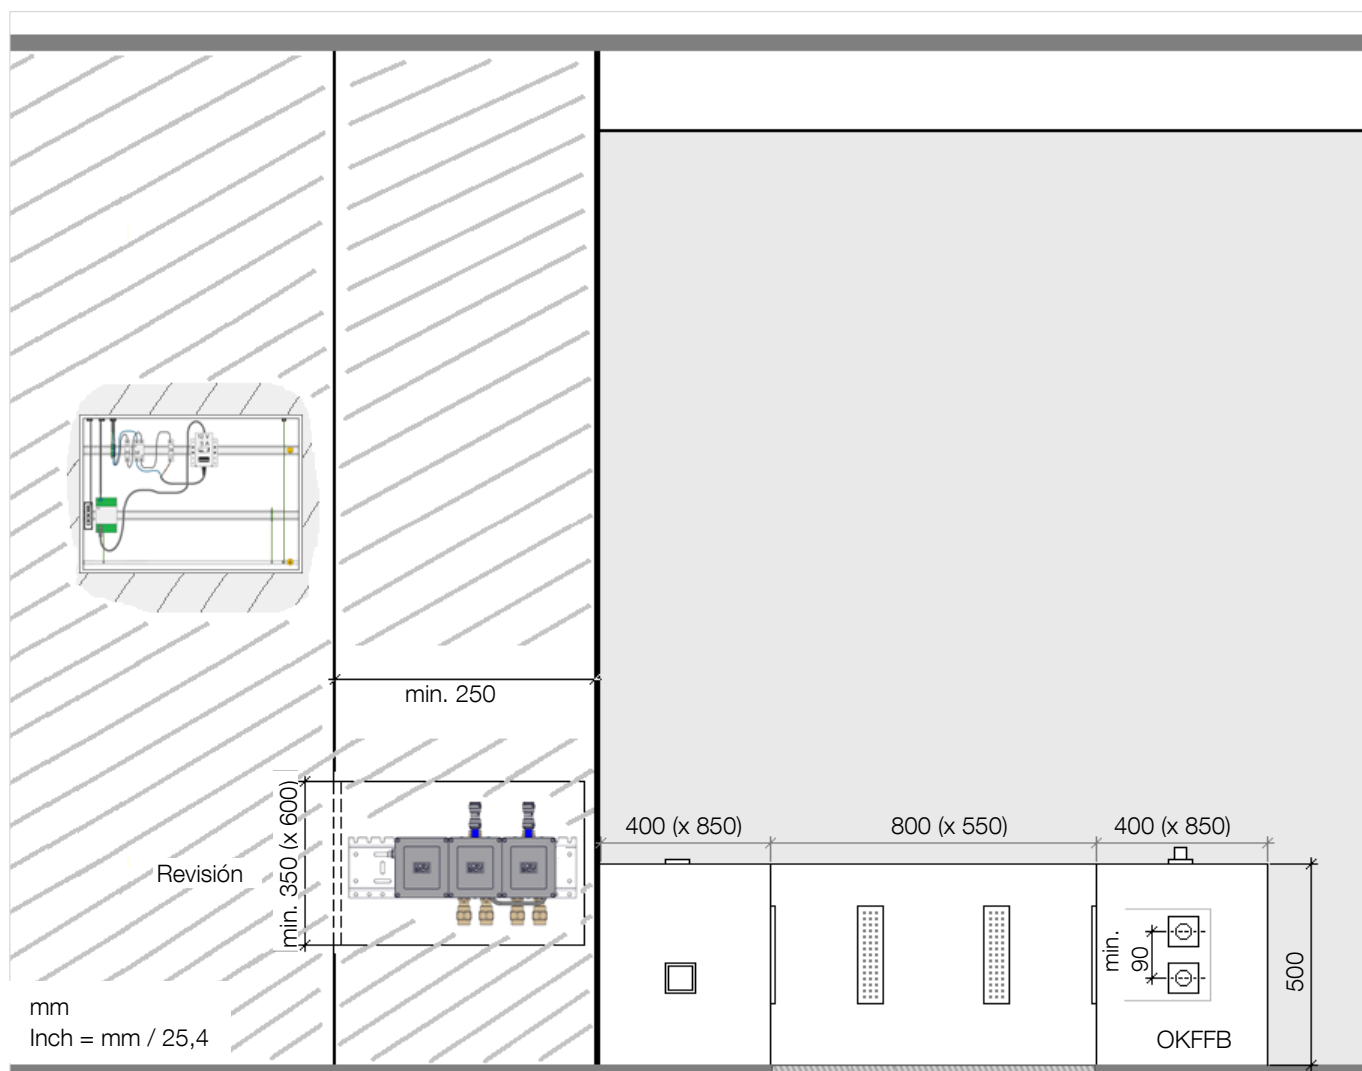 min. 250
400 (x 850)
800 (x 550)
400 (x 850)
min. 350 (x 600)
Revisión
min.
90
500
OKFFB
mm
Inch = mm / 25,4